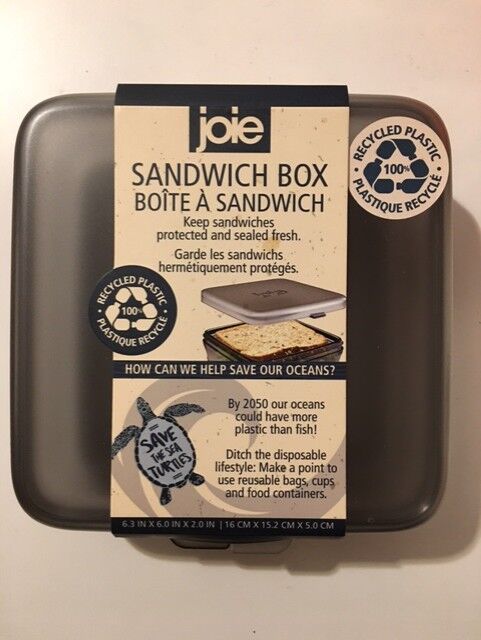 joie
SANDWICH BOX
BOÎTE À SANDWICH
Keep sandwiches
protected and sealed fresh.
Garde les sandwichs
hermétiquement protégés.
RECYCLED PLASTIC
100%
PLASTIQUE RECYCLÉ
RECYCLED PLASTIC
100%
PLASTIQUE RECYCLÉ
HOW CAN WE HELP SAVE OUR OCEANS?
By 2050 our oceans
could have more
plastic than fish!
SAVE
THE SEA
TURTLES
Ditch the disposable
lifestyle: Make a point to
use reusable bags, cups
and food containers.
6.3 IN X 6.0 IN X 2.0 IN | 16 CM X 15.2 CM X 5.0 CM